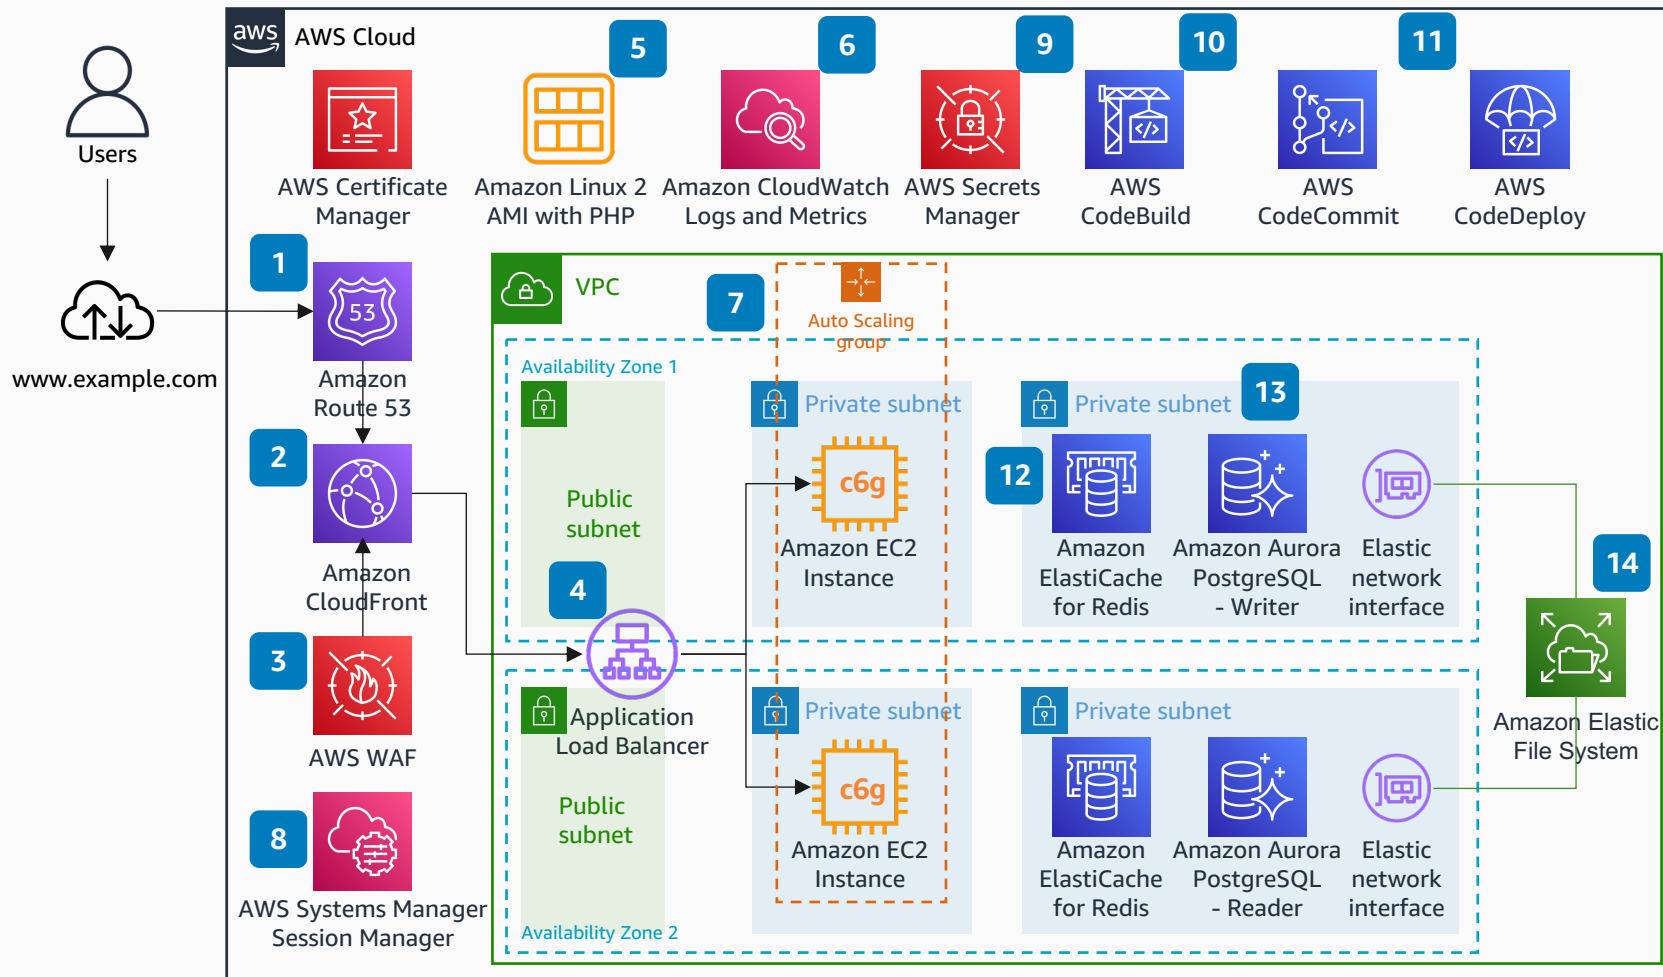 aws
AWS Cloud
5
6
9
10
11
Users
AWS Certificate
Manager
Amazon Linux 2
AMI with PHP
Amazon CloudWatch
Logs and Metrics
AWS Secrets
Manager
AWS
CodeBuild
AWS
CodeCommit
AWS
CodeDeploy
www.example.com
1
53
Amazon
Route 53
2
Amazon
CloudFront
3
AWS WAF
8
AWS Systems Manager
Session Manager
VPC
7
Auto Scaling
group
Availability Zone 1
Public
subnet
4
Application
Load Balancer
Private subnet
c6g
Amazon EC2
Instance
Private subnet
13
12
Amazon
ElastiCache
for Redis
Amazon Aurora
PostgreSQL
- Writer
Elastic
network
interface
14
Amazon Elastic
File System
Public
subnet
Availability Zone 2
Private subnet
c6g
Amazon EC2
Instance
Private subnet
Amazon
ElastiCache
for Redis
Amazon Aurora
PostgreSQL
- Reader
Elastic
network
interface